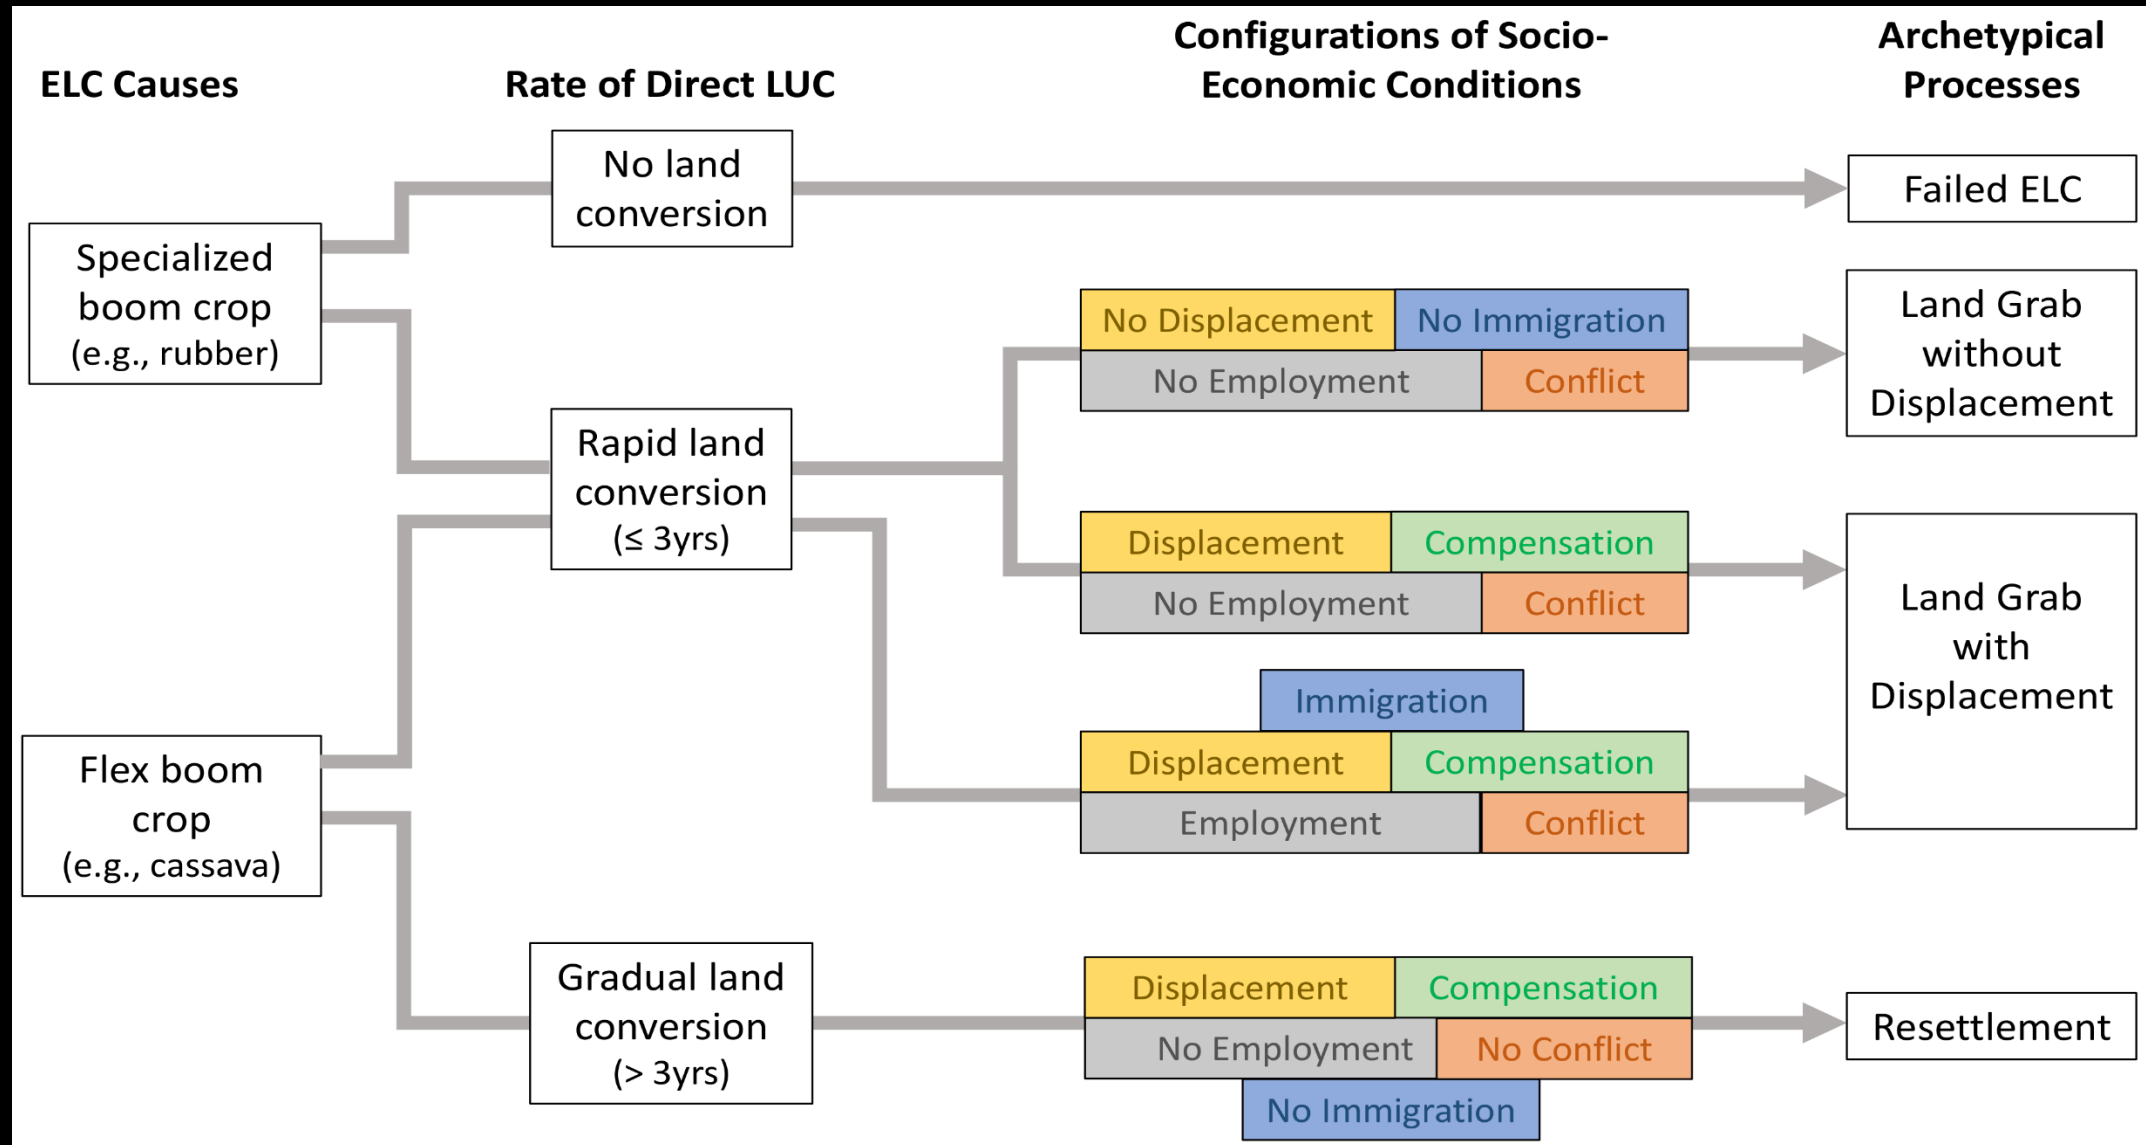 ELC Causes
Rate of Direct LUC
Configurations of Socio-
Economic Conditions
Archetypical
Processes
Specialized
boom crop
(e.g., rubber)
Flex boom
crop
(e.g., cassava)
No land
conversion
Rapid land
conversion
(≤ 3yrs)
Gradual land
conversion
(> 3yrs)
No Displacement No Immigration
No Employment Conflict
Displacement Compensation
No Employment Conflict
Immigration
Displacement Compensation
Employment Conflict
Displacement Compensation
No Employment No Conflict
No Immigration
Failed ELC
Land Grab
without
Displacement
Land Grab
with
Displacement
Resettlement